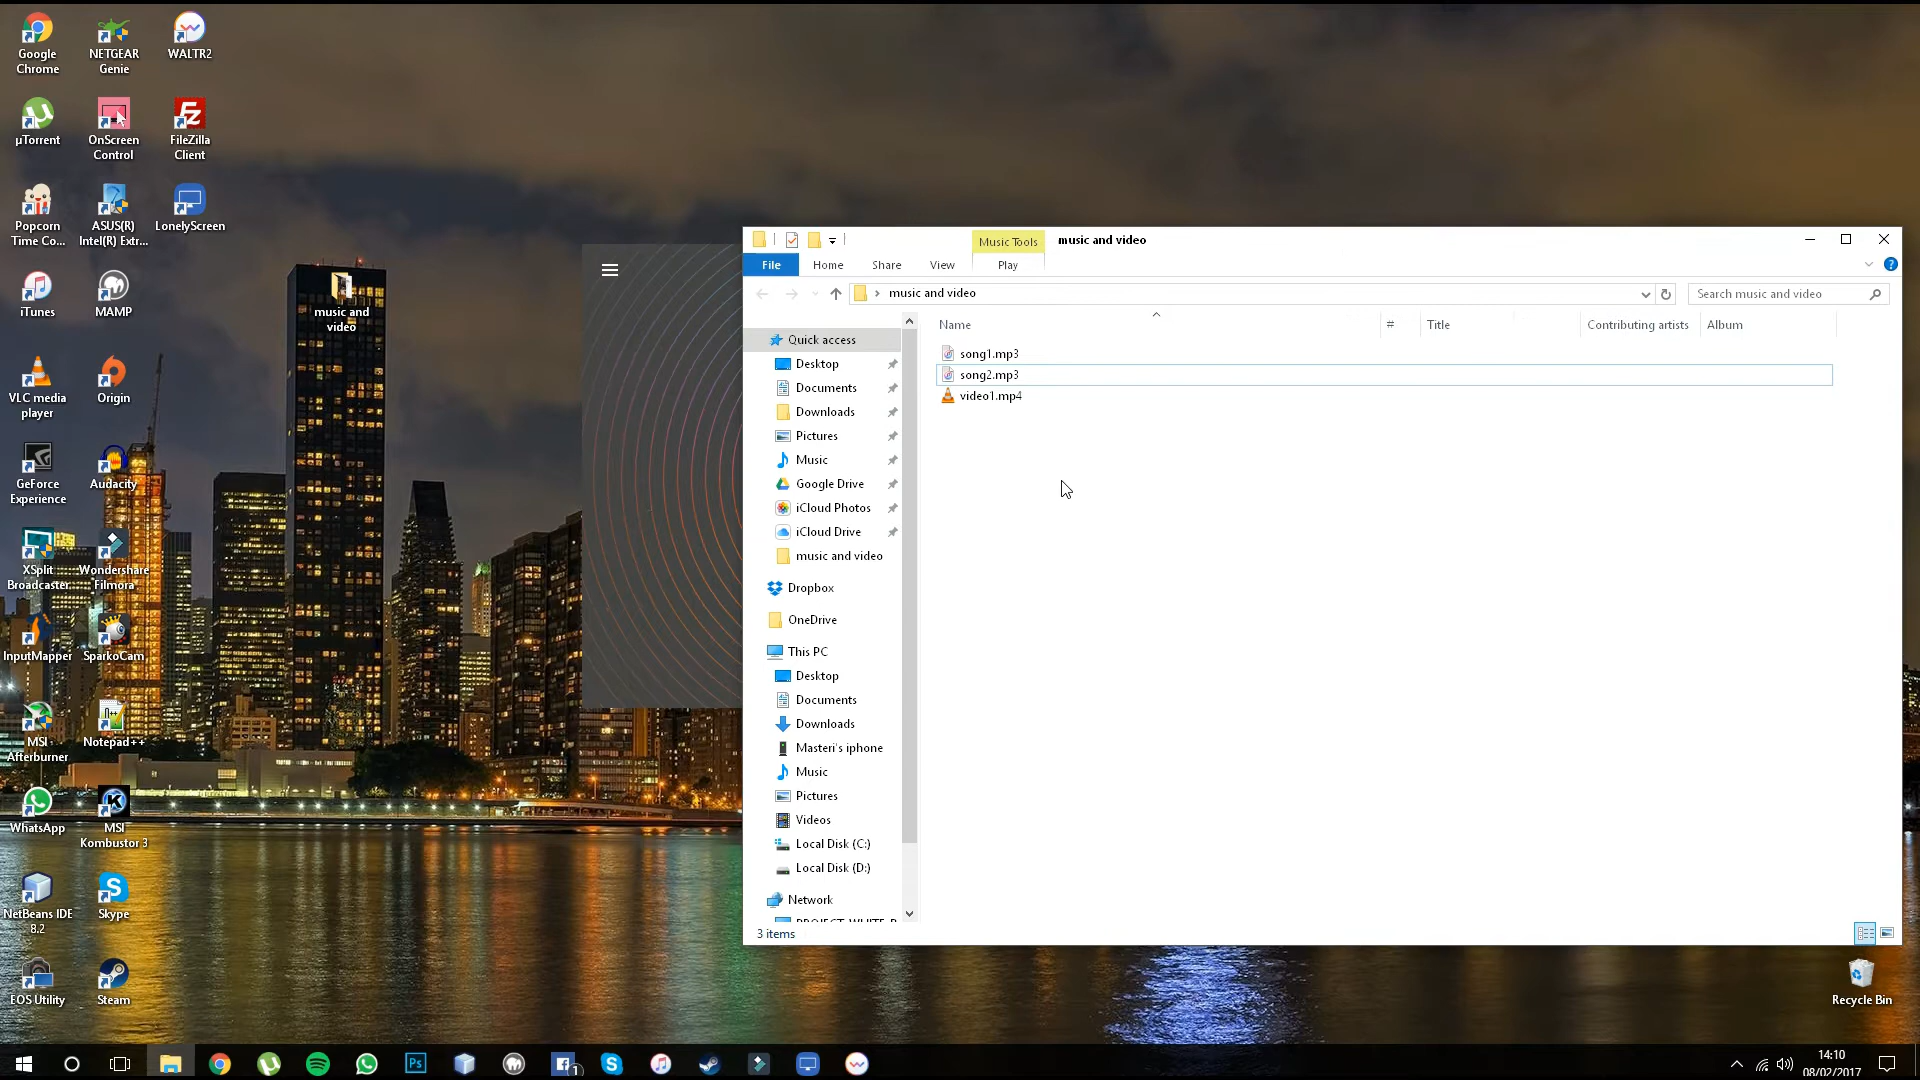 Google
Chrome
NETGEAR
Genie
WALTR2
µTorrent
OnScreen
Control
FileZilla
Client
Popcorn
Time Co...
ASUS(R)
Intel(R) Extr...
LonelyScreen
iTunes
MAMP
music and
video
VLC media
player
Origin
GeForce
Experience
Audacity
XSplit
Broadcaster
Wondershare
Filmora
InputMapper
SparkoCam
MSI
Afterburner
Notepad++
WhatsApp
MSI
Kombustor 3
NetBeans IDE
8.2
Skype
EOS Utility
Steam
Music Tools
music and video
File
Home
Share
View
Play
music and video
Search music and video
Name
#
Title
Contributing artists
Album
song1.mp3
song2.mp3
video1.mp4
Quick access
Desktop
Documents
Downloads
Pictures
Music
Google Drive
iCloud Photos
iCloud Drive
music and video
Dropbox
OneDrive
This PC
Desktop
Documents
Downloads
Masteri's iphone
Music
Pictures
Videos
Local Disk (C:)
Local Disk (D:)
Network
3 items
Recycle Bin
14:10
08/02/2017